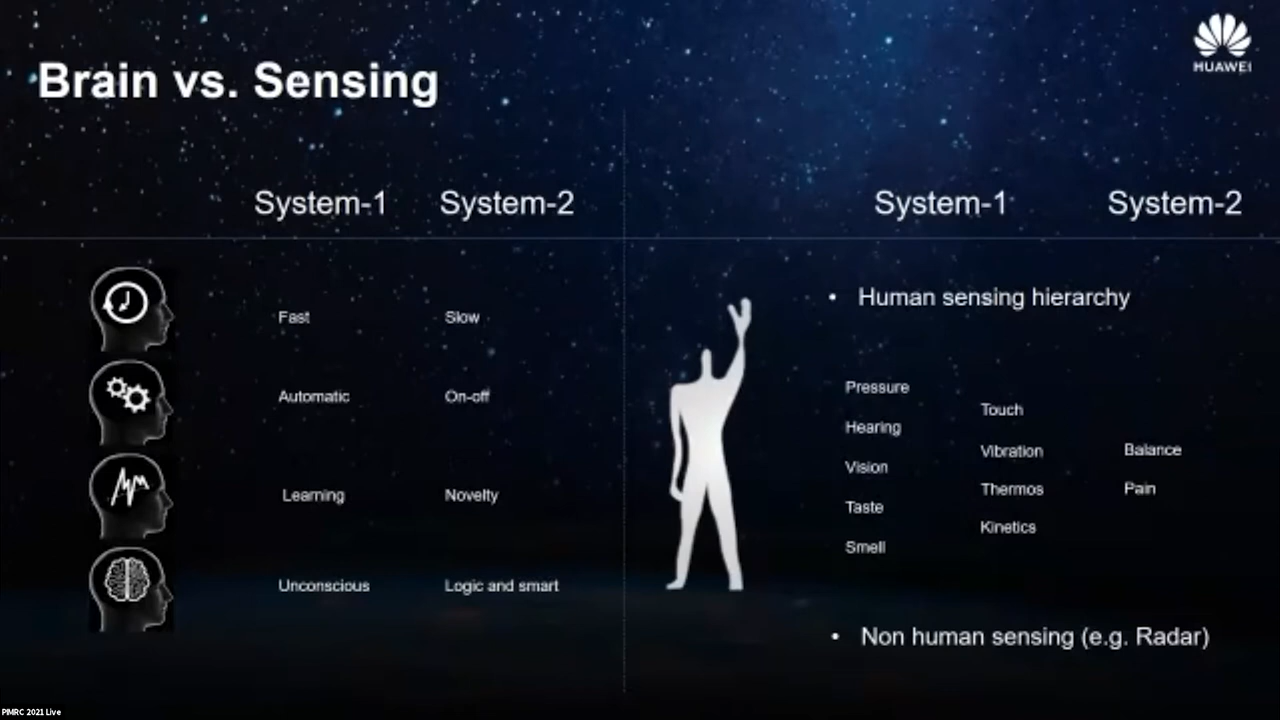 HUAWEI
Brain vs. Sensing
System-1 System-2
Fast Slow
Automatic On-off
Learning Novelty
Unconscious Logic and smart
System-1 System-2
• Human sensing hierarchy
Pressure
Hearing
Vision
Taste
Smell
Touch
Vibration
Thermos
Kinetics
Balance
Pain
• Non human sensing (e.g. Radar)
PIMRC 2021 Live